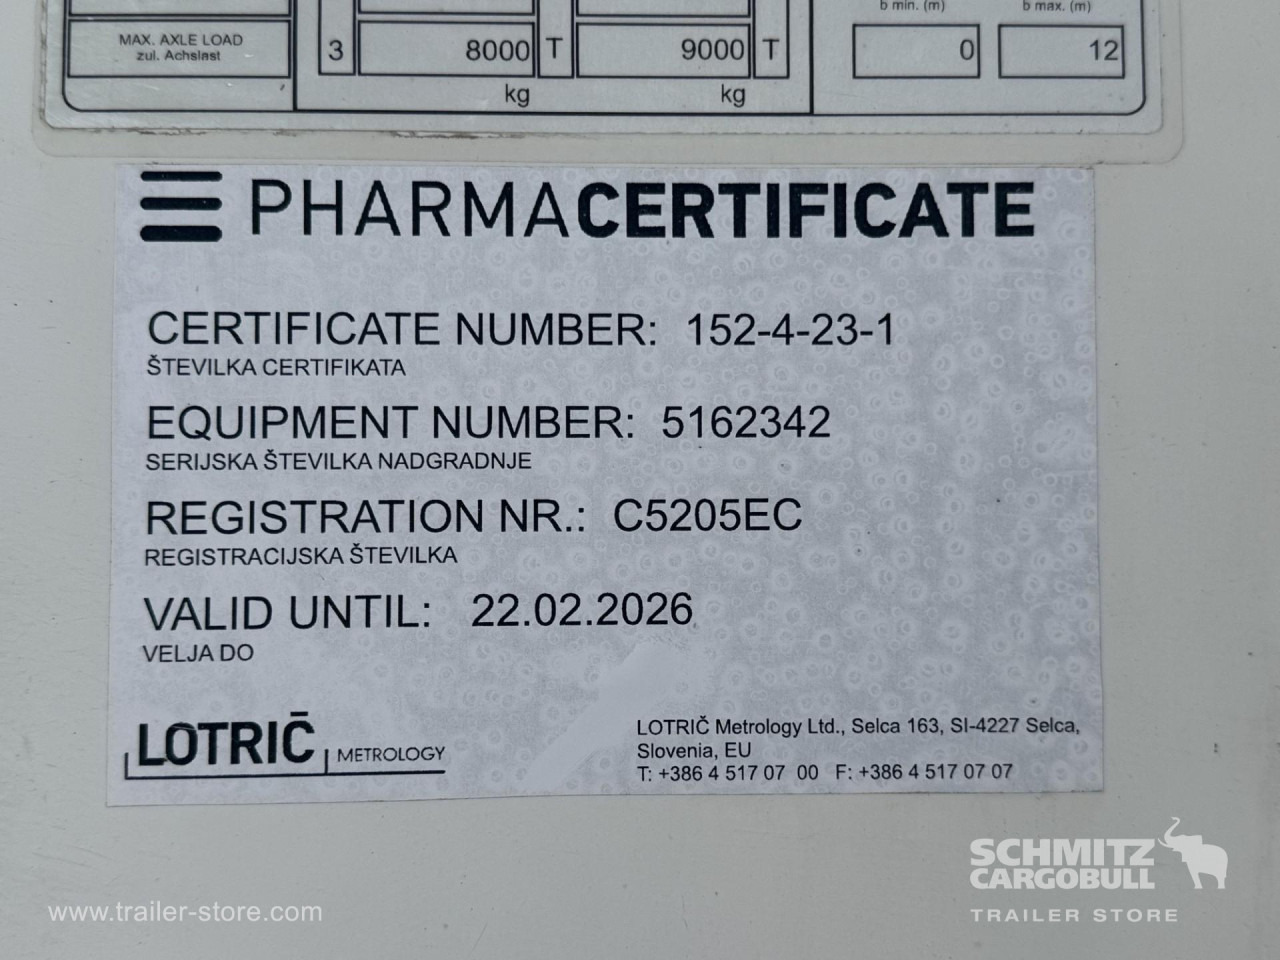 b min. (m) b max. (m)
MAX. AXLE LOAD
zul. Achslast
3 8000 T 9000 T 0 12
kg kg
PHARMACERTIFICATE
CERTIFICATE NUMBER: 152-4-23-1
ŠTEVILKA CERTIFIKATA
EQUIPMENT NUMBER: 5162342
SERIJSKA ŠTEVILKA NADGRADNJE
REGISTRATION NR.: C5205EC
REGISTRACIJSKA ŠTEVILKA
VALID UNTIL: 22.02.2026
VELJA DO
LOTRIČ METROLOGY
LOTRIČ Metrology Ltd., Selca 163, SI-4227 Selca,
Slovenia, EU
T: +386 4 517 07 00 F: +386 4 517 07 07
SCHMITZ
CARGOBULL
TRAILER STORE
www.trailer-store.com